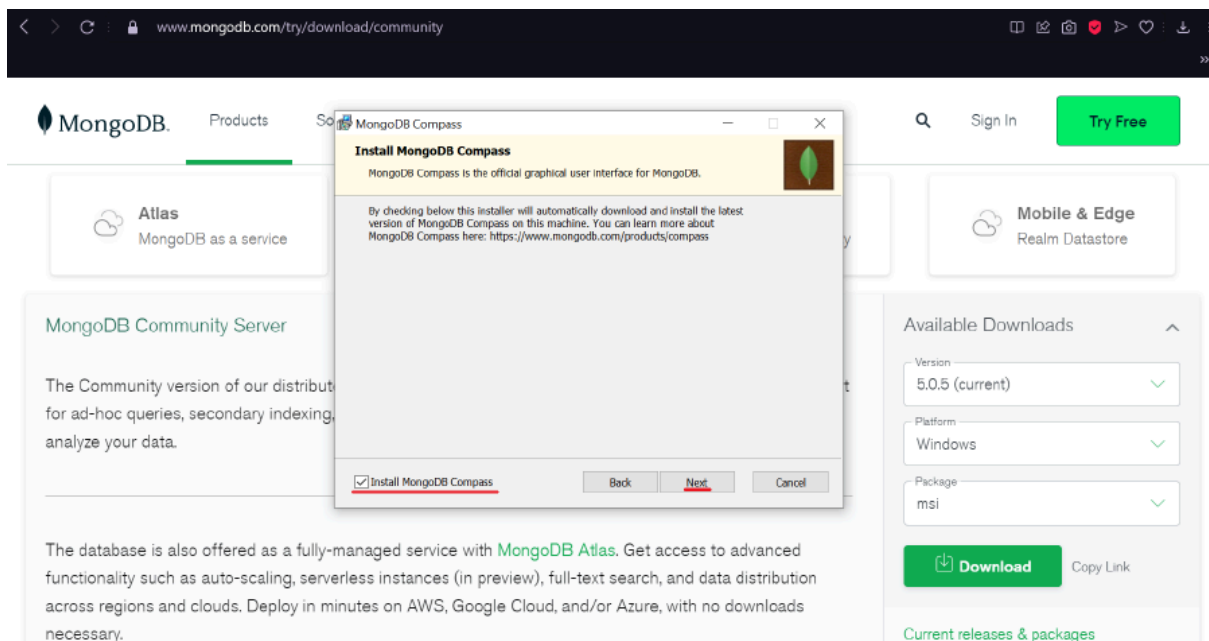 www.mongodb.com/try/download/community
MongoDB.
Products
So
Sign In
Try Free
MongoDB Compass
Install MongoDB Compass
MongoDB Compass is the official graphical user interface for MongoDB.
By checking below this installer will automatically download and install the latest
version of MongoDB Compass on this machine. You can learn more about
MongoDB Compass here: https://www.mongodb.com/products/compass
Install MongoDB Compass
Back
Next
Cancel
Atlas
MongoDB as a service
y
Mobile & Edge
Realm Datastore
MongoDB Community Server
The Community version of our distribut t
for ad-hoc queries, secondary indexing,
analyze your data.
The database is also offered as a fully-managed service with MongoDB Atlas. Get access to advanced
functionality such as auto-scaling, serverless instances (in preview), full-text search, and data distribution
across regions and clouds. Deploy in minutes on AWS, Google Cloud, and/or Azure, with no downloads
necessary.
Available Downloads
Version
5.0.5 (current)
Platform
Windows
Package
msi
Download
Copy Link
Current releases & packages